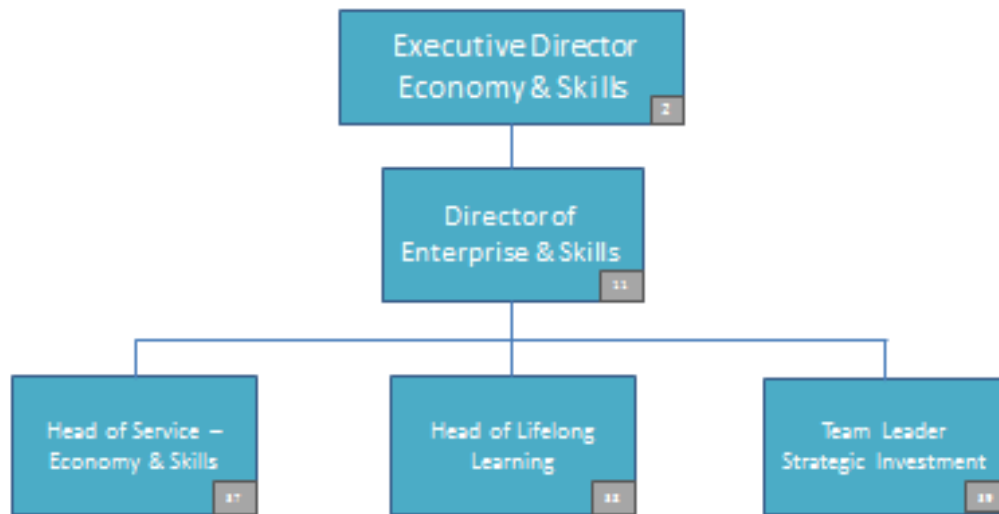 Executive Director
Economy & Skills
2
Director of
Enterprise & Skills
11
Head of Service –
Economy & Skills
Head of Lifelong
Learning
Team Leader
Strategic Investment